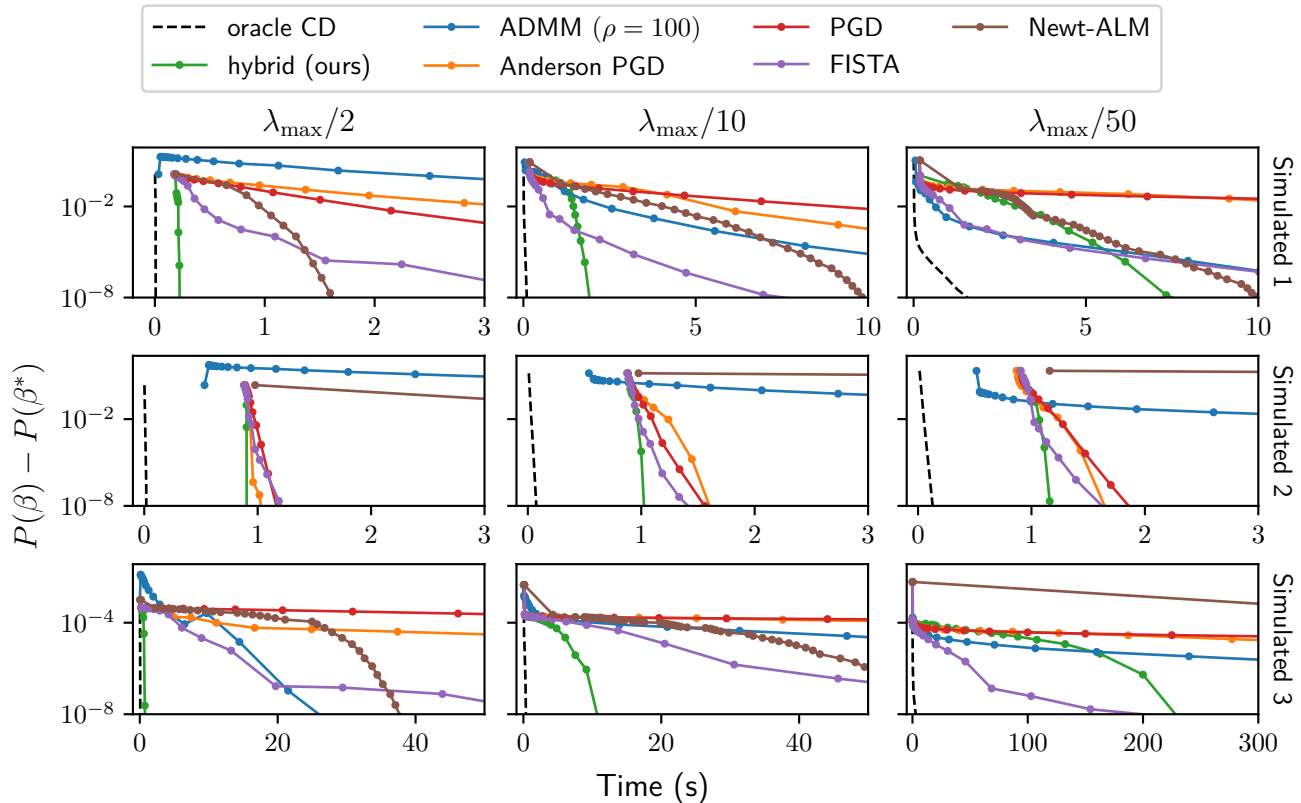 oracle CD ADMM (ρ = 100) PGD Newt-ALM
hybrid (ours) Anderson PGD FISTA
λmax/2 λmax/10 λmax/50
10−2
10−8
0 1 2 3
0 5 10
0 5 10
Simulated 1
10−2
10−8
0 1 2 3
0 1 2 3
0 1 2 3
Simulated 2
10−4
10−8
0 20 40
0 20 40
0 100 200 300
Simulated 3
P(β) − P(β*)
Time (s)